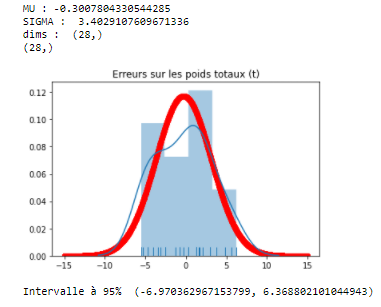 MU : -0.3007804330544285
SIGMA :  3.4029107609671336
dims :  (28,)
(28,)
Erreurs sur les poids totaux (t)
0.12
0.10
0.08
0.06
0.04
0.02
0.00
-15 -10 -5 0 5 10 15
Intervalle à 95%  (-6.970362967153799, 6.368802101044943)